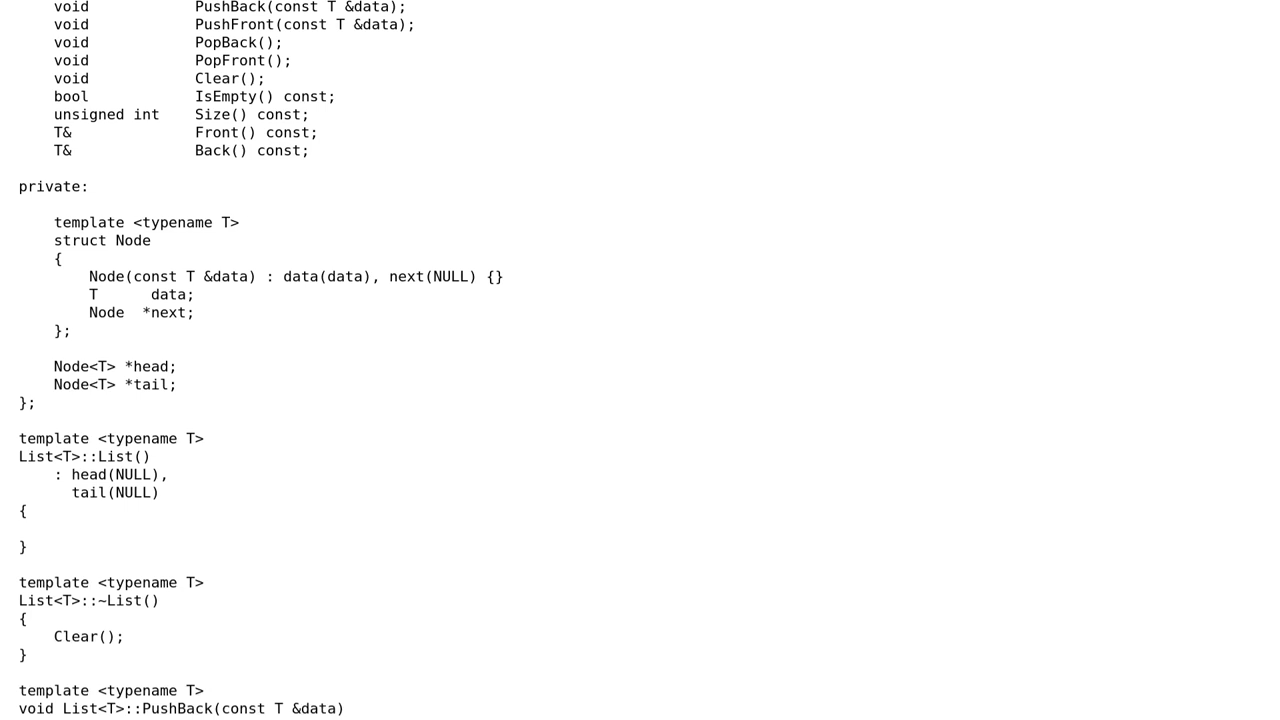 void            PushBack(const T &data);
    void            PushFront(const T &data);
    void            PopBack();
    void            PopFront();
    void            Clear();
    bool            IsEmpty() const;
    unsigned int    Size() const;
    T&              Front() const;
    T&              Back() const;

private:

    template <typename T>
    struct Node
    {
        Node(const T &data) : data(data), next(NULL) {}
        T      data;
        Node  *next;
    };

    Node<T> *head;
    Node<T> *tail;
};

template <typename T>
List<T>::List()
    : head(NULL),
      tail(NULL)
{

}

template <typename T>
List<T>::~List()
{
    Clear();
}

template <typename T>
void List<T>::PushBack(const T &data)